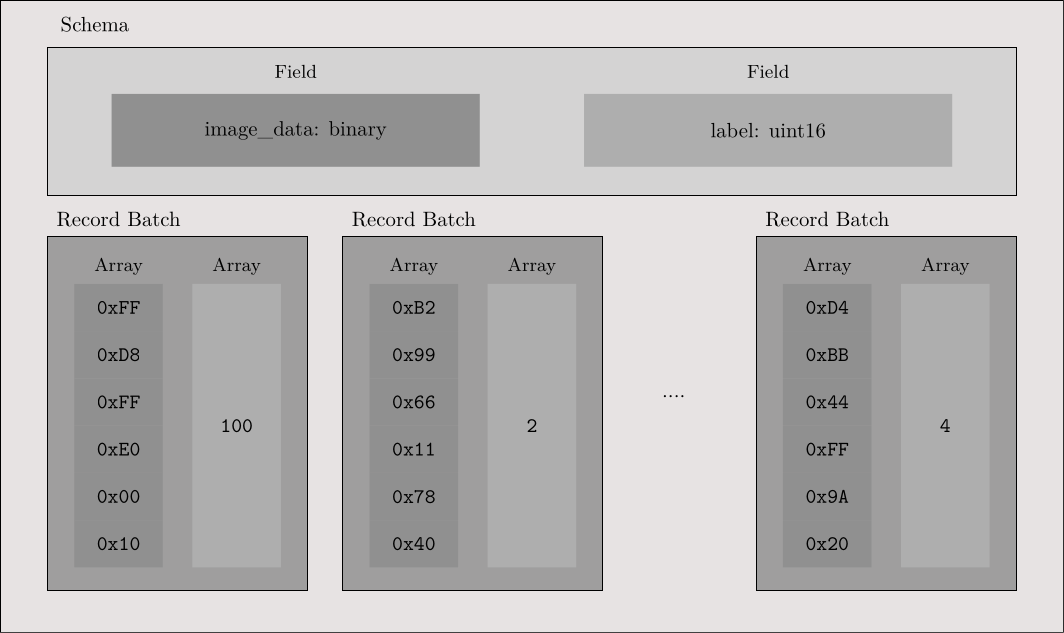 Schema
Field
image_data: binary
Field
label: uint16
Record Batch
Array
0xFF
0xD8
0xFF
0xE0
0x00
0x10
Array
100
Record Batch
Array
0xB2
0x99
0x66
0x11
0x78
0x40
Array
2
....
Record Batch
Array
0xD4
0xBB
0x44
0xFF
0x9A
0x20
Array
4